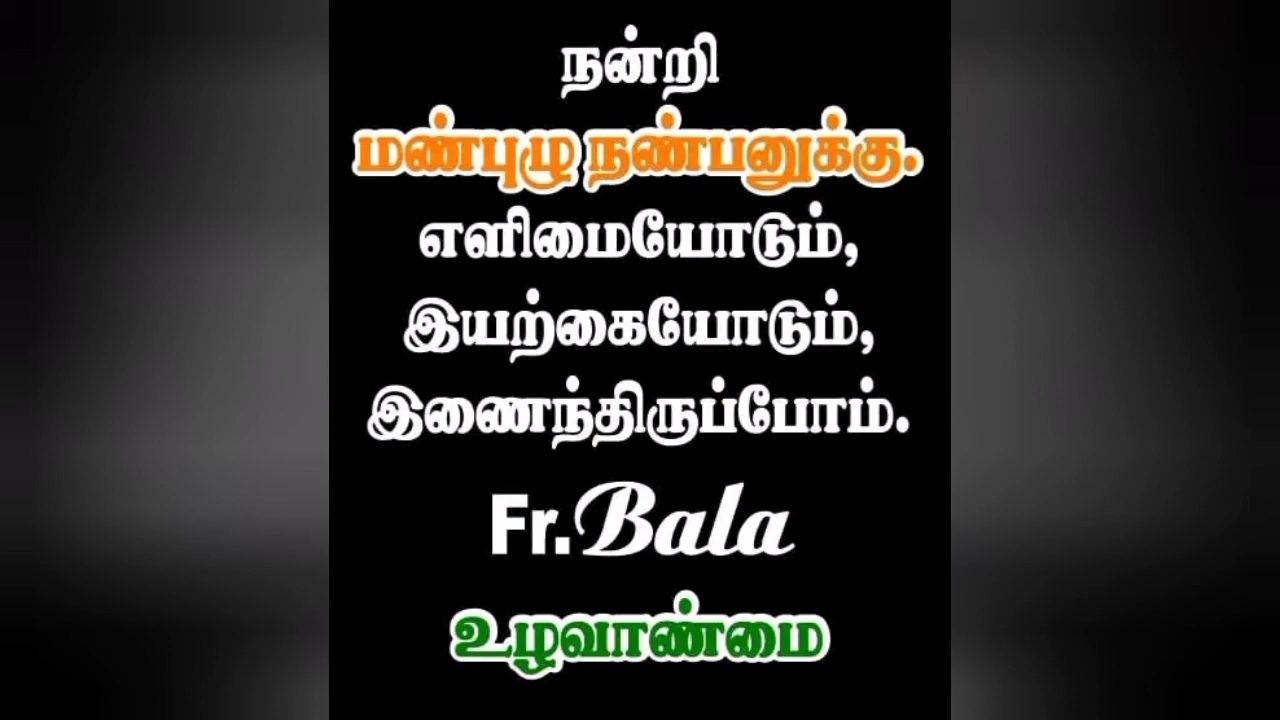 நன்றி
மண்புழு நண்பனுக்கு.
எளிமையோடும்,
இயற்கையோடும்,
இணைந்திருப்போம்.
Fr.Bala
உழவாண்மை